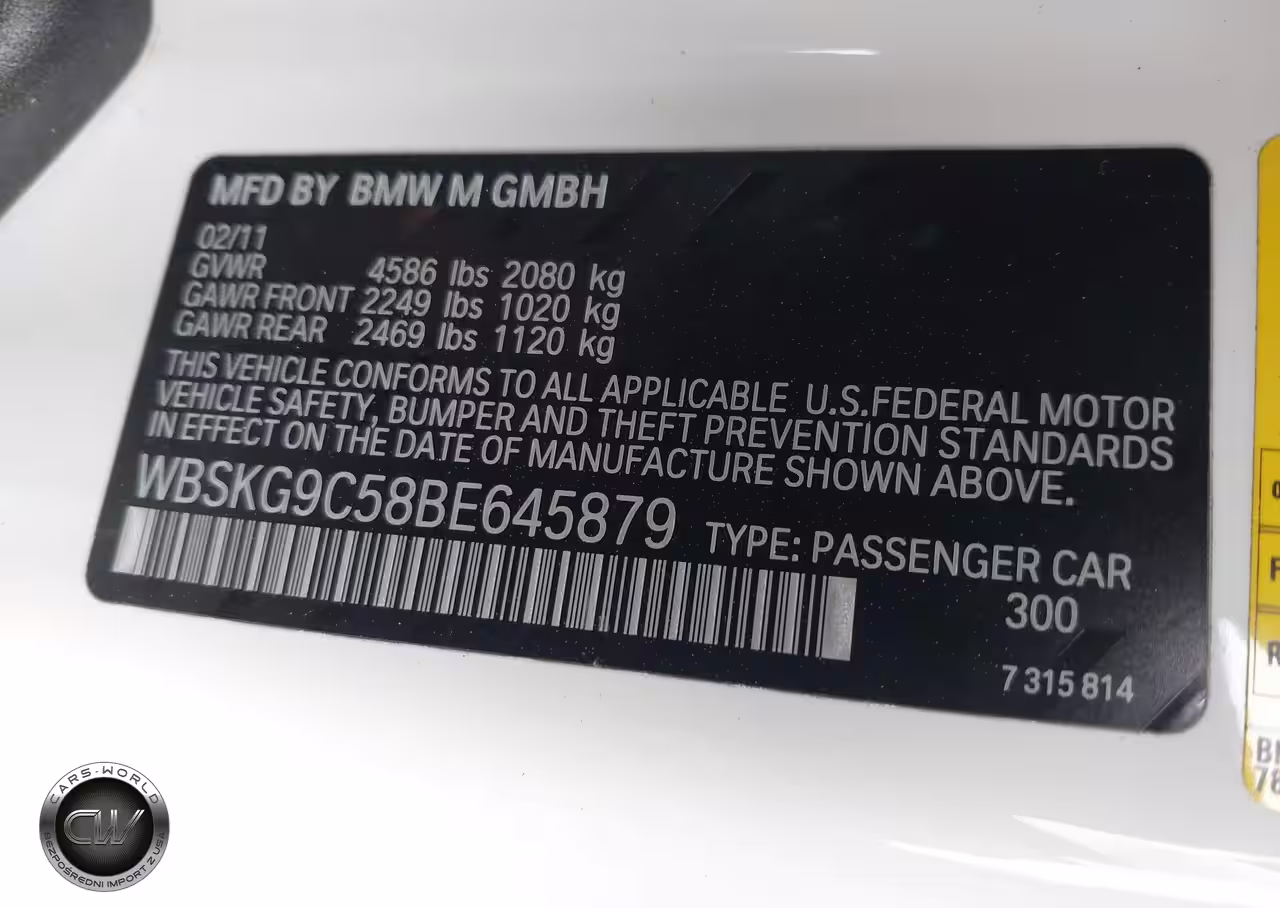 MFD BY BMW M GMBH
02/11
GVWR 4586 lbs 2080 kg
GAWR FRONT 2249 lbs 1020 kg
GAWR REAR 2469 lbs 1120 kg
THIS VEHICLE CONFORMS TO ALL APPLICABLE U.S.FEDERAL MOTOR
VEHICLE SAFETY, BUMPER AND THEFT PREVENTION STANDARDS
IN EFFECT ON THE DATE OF MANUFACTURE SHOWN ABOVE.
WBSKG9C58BE645879 TYPE: PASSENGER CAR
300
7 315 814
CARS-WORLD
CW
BEZPOŚREDNI IMPORT Z USA